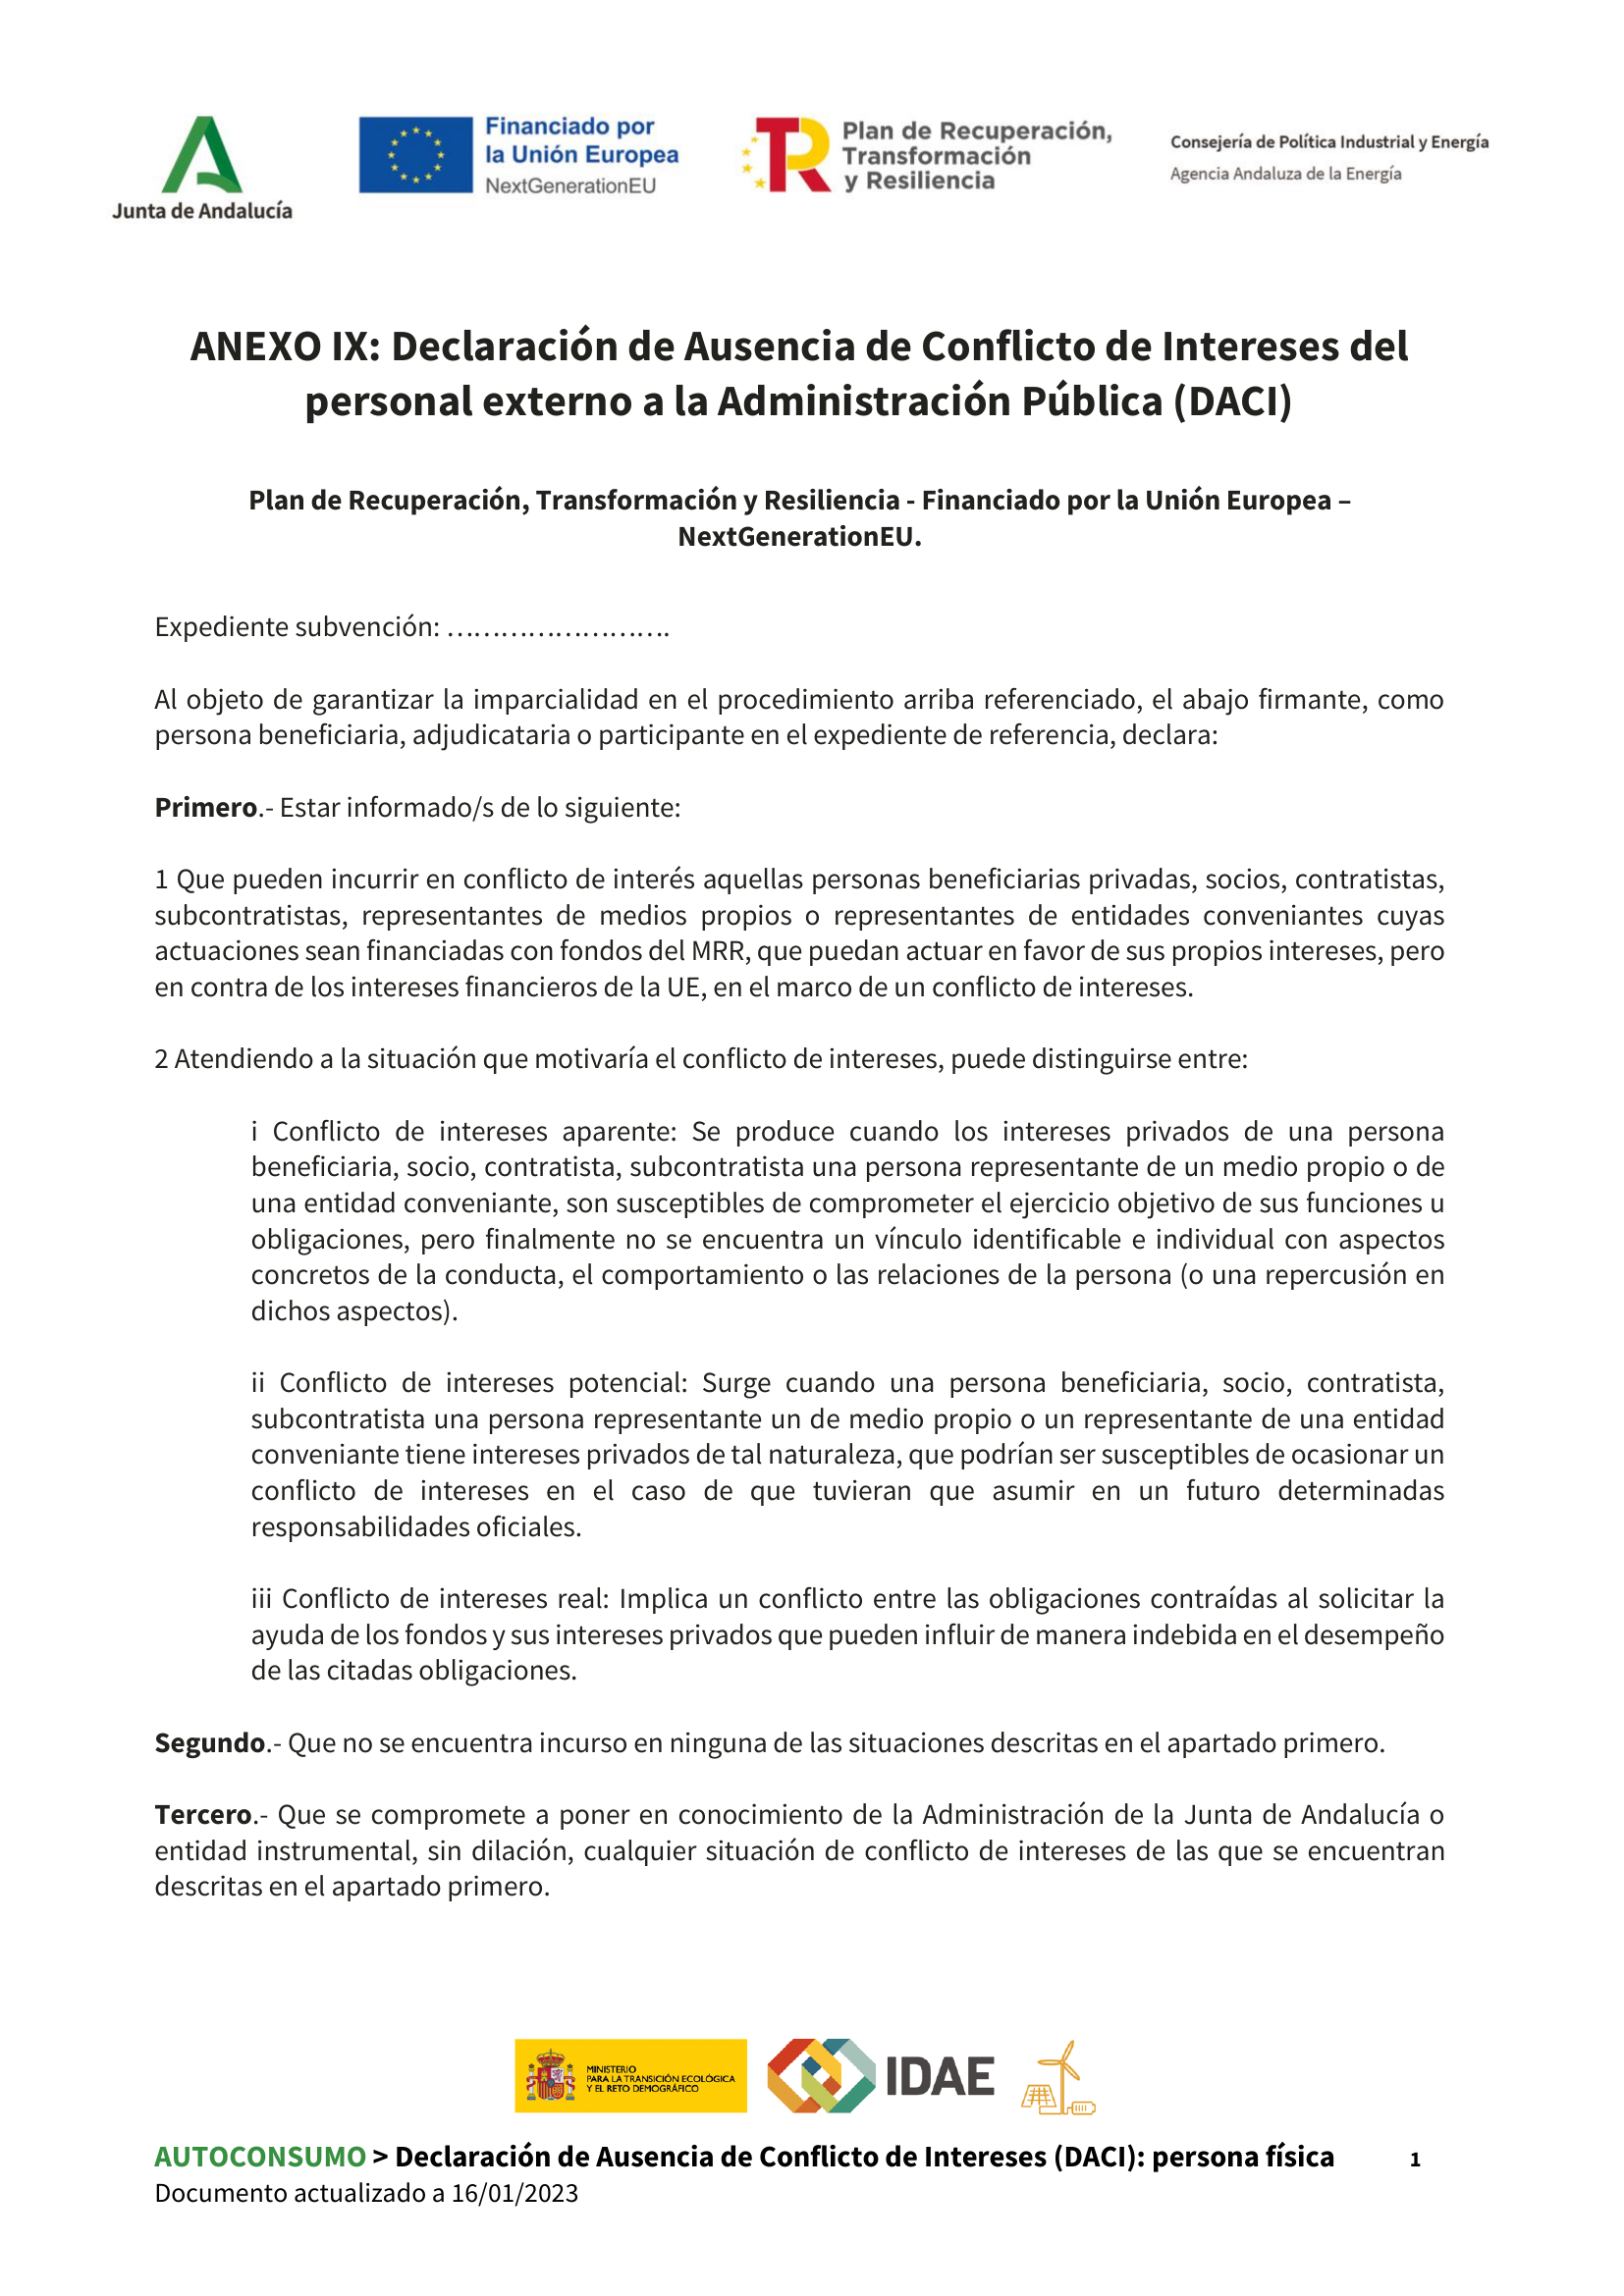 Junta de Andalucía
Financiado por
la Unión Europea
NextGenerationEU
Plan de Recuperación,
Transformación
y Resiliencia
Consejería de Política Industrial y Energía
Agencia Andaluza de la Energía
ANEXO IX: Declaración de Ausencia de Conflicto de Intereses del
personal externo a la Administración Pública (DACI)
Plan de Recuperación, Transformación y Resiliencia - Financiado por la Unión Europea –
NextGenerationEU.
Expediente subvención: …………………….
Al objeto de garantizar la imparcialidad en el procedimiento arriba referenciado, el abajo firmante, como
persona beneficiaria, adjudicataria o participante en el expediente de referencia, declara:
Primero.- Estar informado/s de lo siguiente:
1 Que pueden incurrir en conflicto de interés aquellas personas beneficiarias privadas, socios, contratistas,
subcontratistas, representantes de medios propios o representantes de entidades conveniantes cuyas
actuaciones sean financiadas con fondos del MRR, que puedan actuar en favor de sus propios intereses, pero
en contra de los intereses financieros de la UE, en el marco de un conflicto de intereses.
2 Atendiendo a la situación que motivaría el conflicto de intereses, puede distinguirse entre:
i Conflicto de intereses aparente: Se produce cuando los intereses privados de una persona
beneficiaria, socio, contratista, subcontratista una persona representante de un medio propio o de
una entidad conveniante, son susceptibles de comprometer el ejercicio objetivo de sus funciones u
obligaciones, pero finalmente no se encuentra un vínculo identificable e individual con aspectos
concretos de la conducta, el comportamiento o las relaciones de la persona (o una repercusión en
dichos aspectos).
ii Conflicto de intereses potencial: Surge cuando una persona beneficiaria, socio, contratista,
subcontratista una persona representante un de medio propio o un representante de una entidad
conveniante tiene intereses privados de tal naturaleza, que podrían ser susceptibles de ocasionar un
conflicto de intereses en el caso de que tuvieran que asumir en un futuro determinadas
responsabilidades oficiales.
iii Conflicto de intereses real: Implica un conflicto entre las obligaciones contraídas al solicitar la
ayuda de los fondos y sus intereses privados que pueden influir de manera indebida en el desempeño
de las citadas obligaciones.
Segundo.- Que no se encuentra incurso en ninguna de las situaciones descritas en el apartado primero.
Tercero.- Que se compromete a poner en conocimiento de la Administración de la Junta de Andalucía o
entidad instrumental, sin dilación, cualquier situación de conflicto de intereses de las que se encuentran
descritas en el apartado primero.
MINISTERIO
PARA LA TRANSICIÓN ECOLÓGICA
Y EL RETO DEMOGRÁFICO
IDAE
AUTOCONSUMO > Declaración de Ausencia de Conflicto de Intereses (DACI): persona física 1
Documento actualizado a 16/01/2023